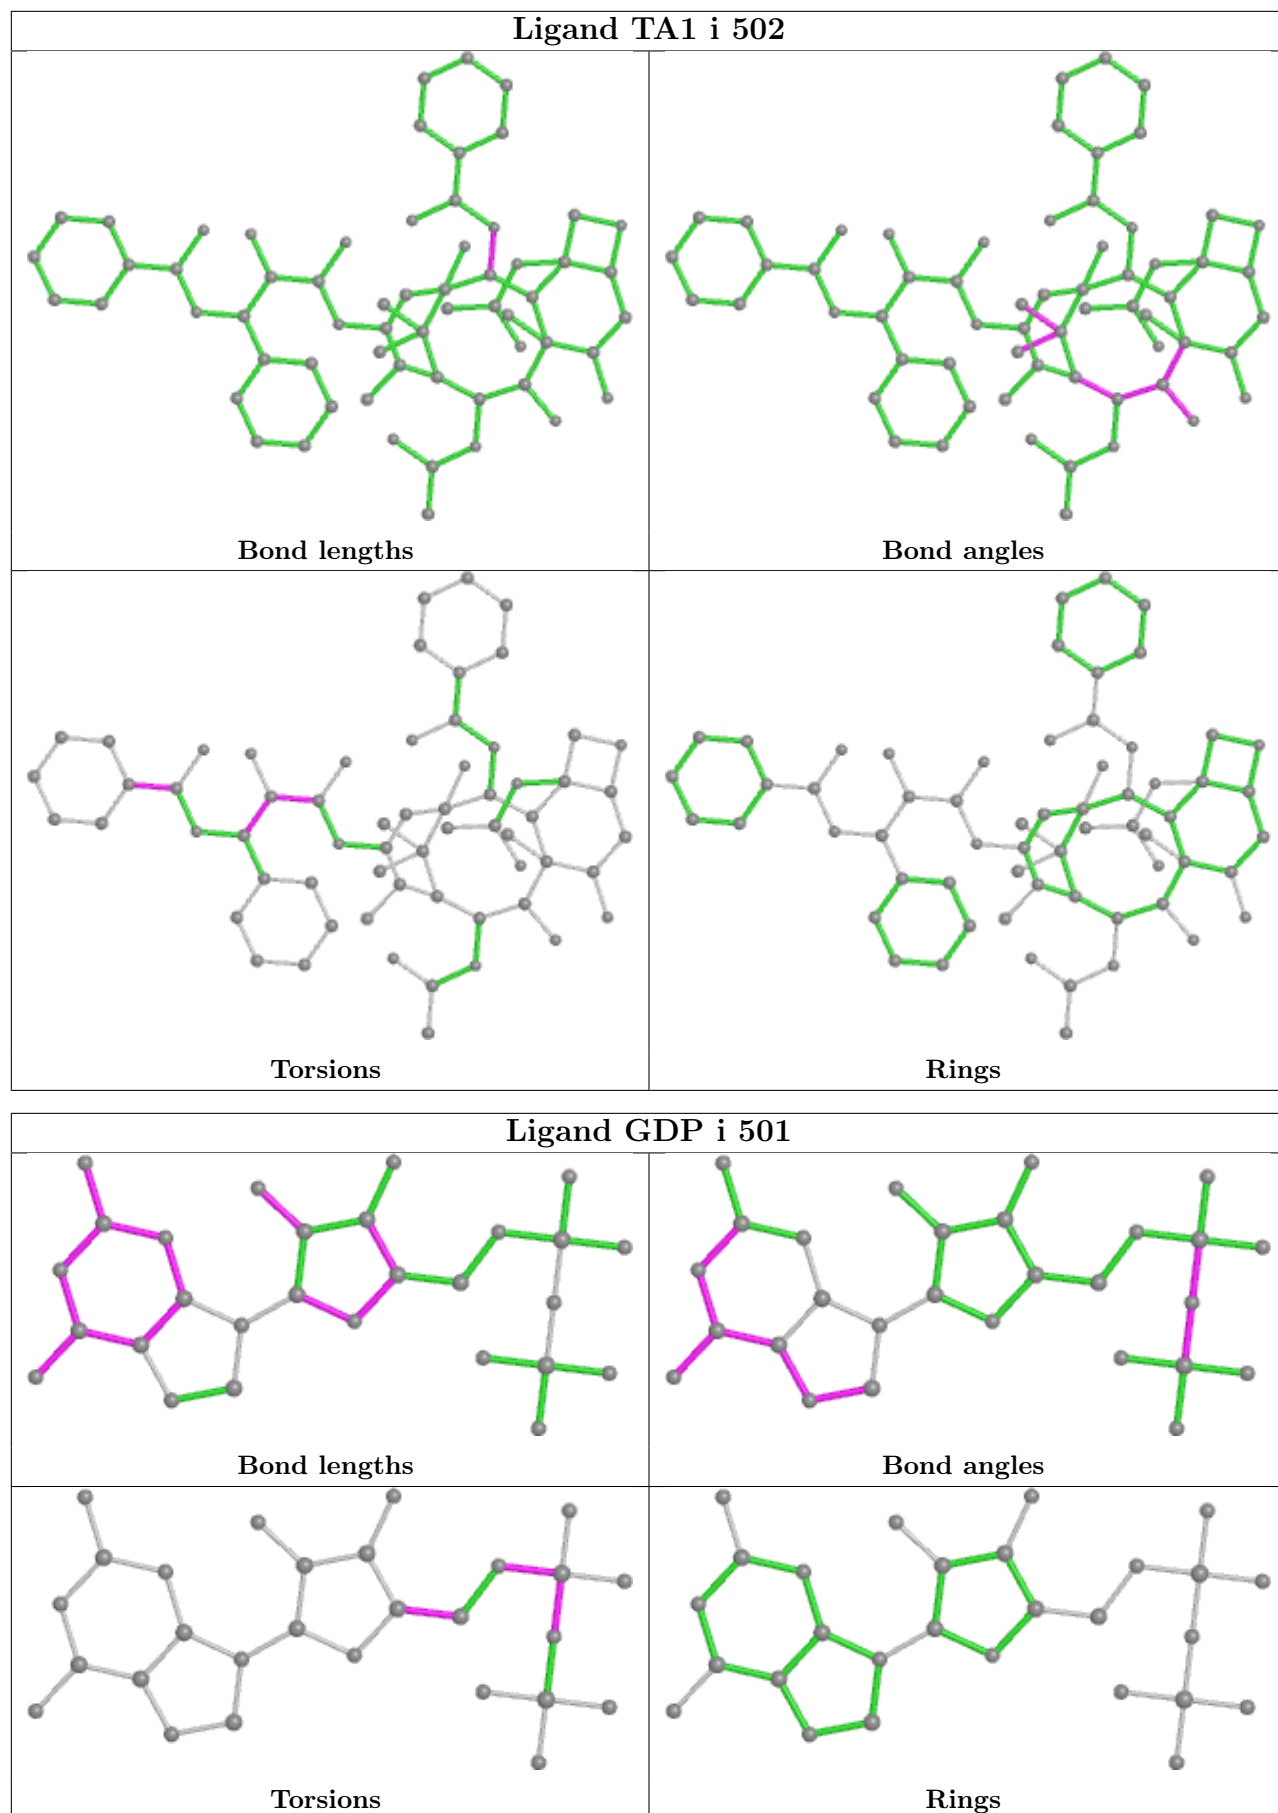 Ligand TA1 i 502
Bond lengths
Bond angles
Torsions
Rings
Ligand GDP i 501
Bond lengths
Bond angles
Torsions
Rings